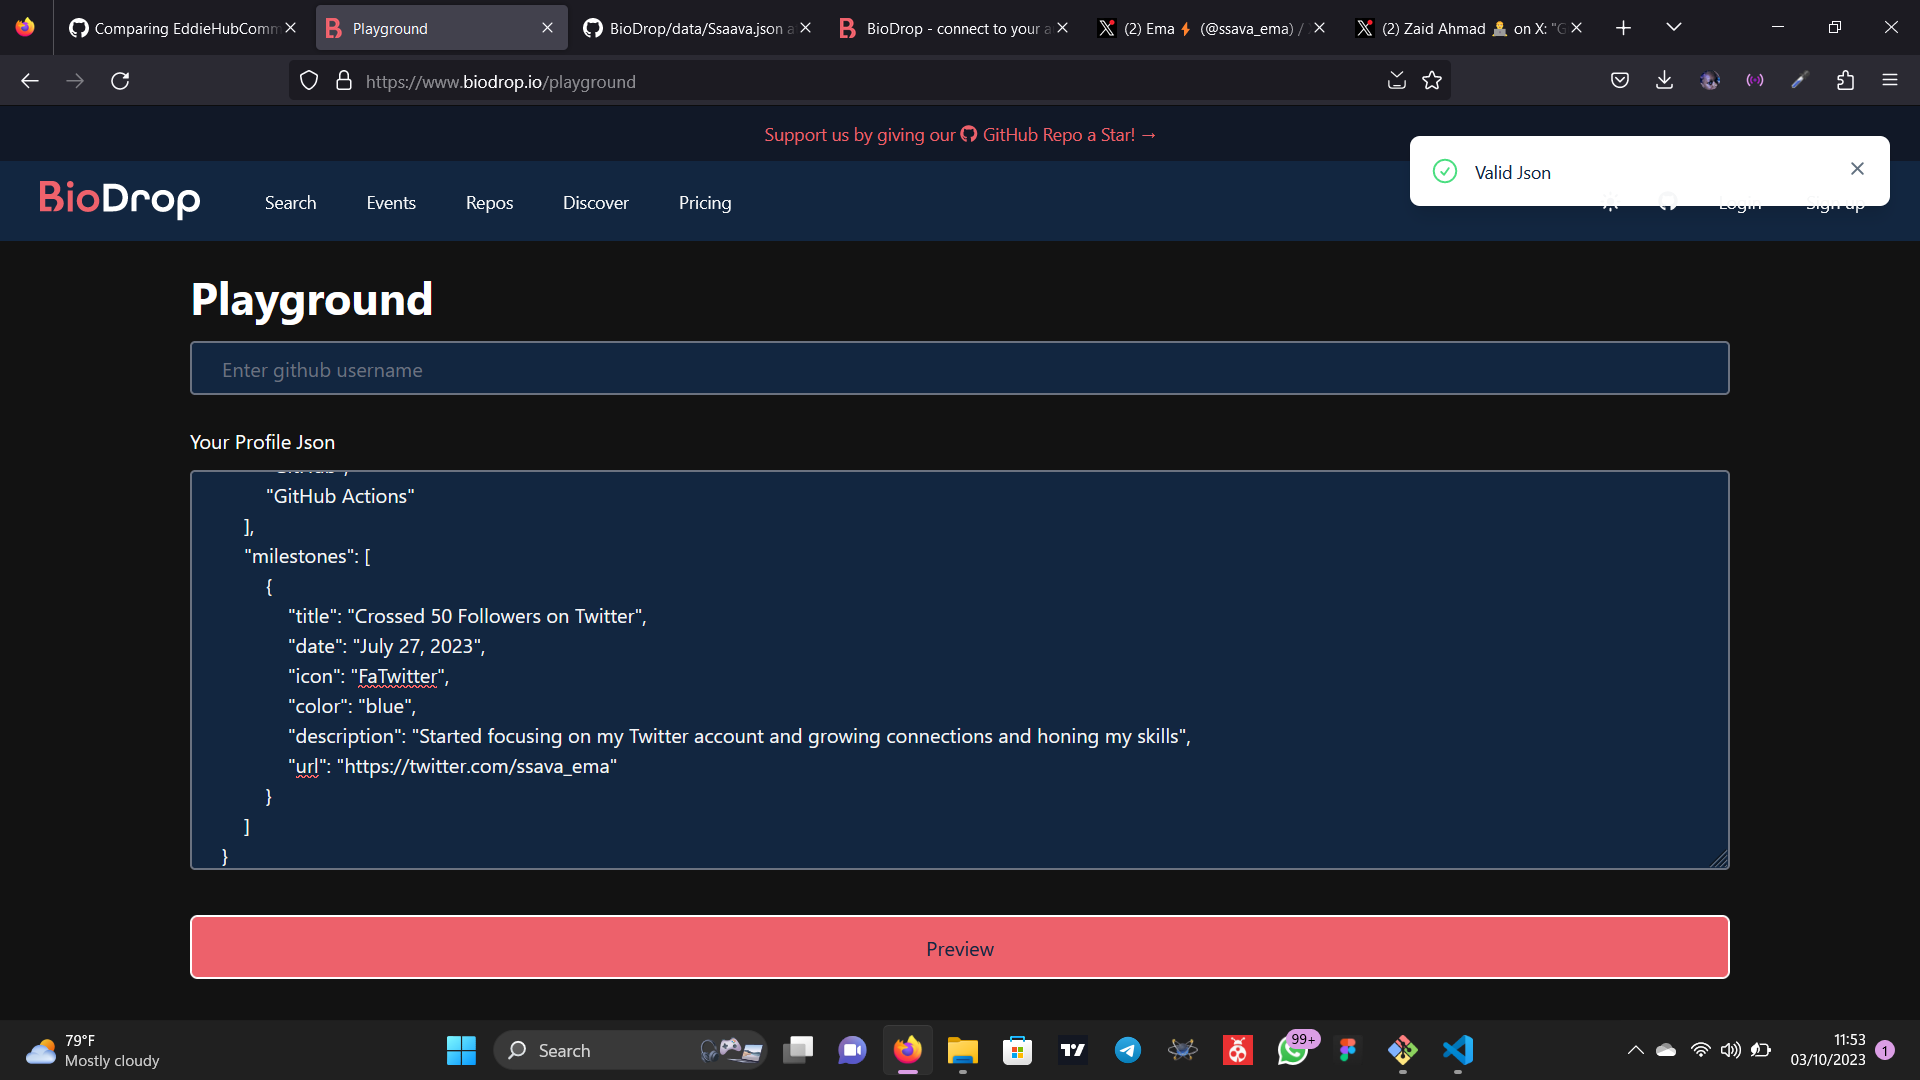 Comparing EddieHubComm
Playground
BioDrop/data/Ssaava.json a
BioDrop - connect to your a
(2) Ema (@ssava_ema) /
(2) Zaid Ahmad on X: "G
https://www.biodrop.io/playground
Support us by giving our GitHub Repo a Star! →
Valid Json
BioDrop
Search
Events
Repos
Discover
Pricing
Login
Sign up
Playground
Enter github username
Your Profile Json
"GitHub",
"GitHub Actions"
],
"milestones": [
{
"title": "Crossed 50 Followers on Twitter",
"date": "July 27, 2023",
"icon": "FaTwitter",
"color": "blue",
"description": "Started focusing on my Twitter account and growing connections and honing my skills",
"url": "https://twitter.com/ssava_ema"
}
]
}
Preview
79°F
Mostly cloudy
Search
99+
11:53
03/10/2023
1